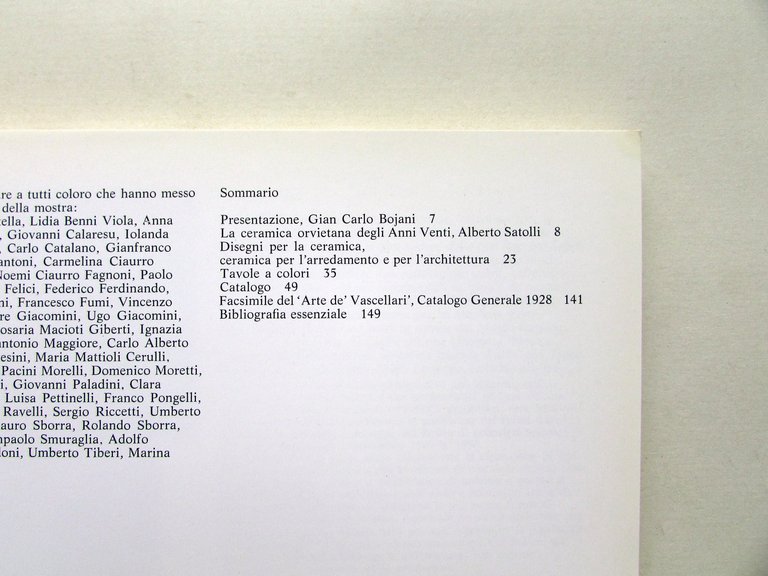 re a tutti coloro che hanno messo
della mostra:
ella, Lidia Benni Viola, Anna
, Giovanni Calaresu, Iolanda
, Carlo Catalano, Gianfranco
antoni, Carmelina Ciaurro
Noemi Ciaurro Fagnoni, Paolo
Felici, Federico Ferdinando,
ni, Francesco Fumi, Vincenzo
re Giacomini, Ugo Giacomini,
osaria Macioti Giberti, Ignazia
antonio Maggiore, Carlo Alberto
esini, Maria Mattioli Cerulli,
Pacini Morelli, Domenico Moretti,
i, Giovanni Paladini, Clara
Luisa Pettinelli, Franco Pongelli,
Ravelli, Sergio Riccetti, Umberto
auro Sborra, Rolando Sborra,
npaolo Smuraglia, Adolfo
loni, Umberto Tiberi, Marina
Sommario
Presentazione, Gian Carlo Bojani 7
La ceramica orvietana degli Anni Venti, Alberto Satolli 8
Disegni per la ceramica,
ceramica per l'arredamento e per l'architettura 23
Tavole a colori 35
Catalogo 49
Facsimile del 'Arte de' Vascellari', Catalogo Generale 1928 141
Bibliografia essenziale 149